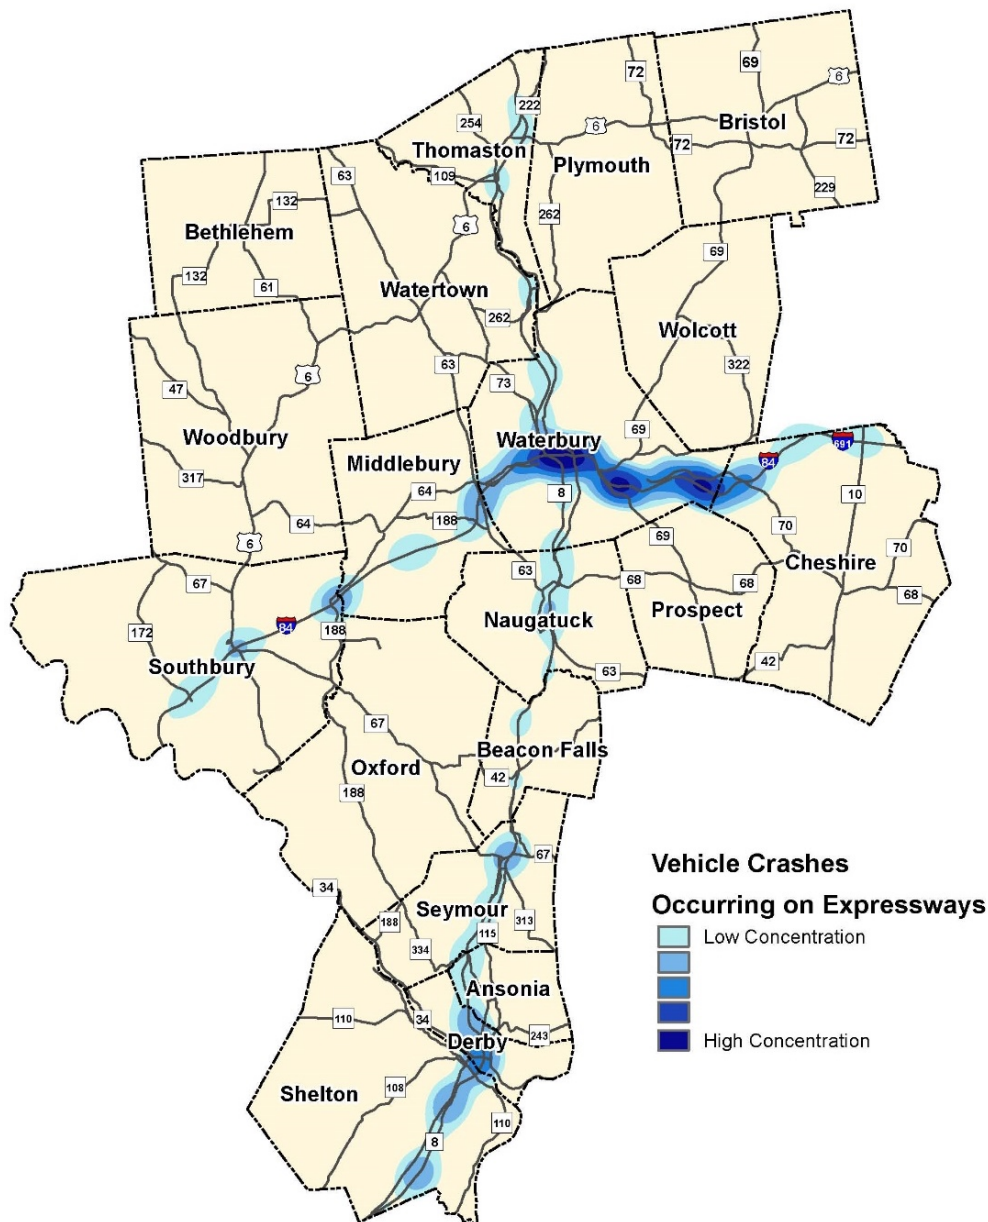 69
72
6
222
254
6
Bristol
Thomaston
72
72
Plymouth
109
63
229
132
262
6
Bethlehem
69
132
61
Watertown
262
Wolcott
63
322
6
73
47
69
Woodbury
Waterbury
691
Middlebury
84
317
64
8
10
64
188
70
69
6
Cheshire
70
63
67
68
68
68
Prospect
Naugatuck
84
172
188
42
Southbury
63
67
Beacon Falls
Oxford
42
188
67
34
Seymour
188
313
115
334
Ansonia
110
34
243
Derby
108
Shelton
110
8
Vehicle Crashes
Occurring on Expressways
Low Concentration
High Concentration